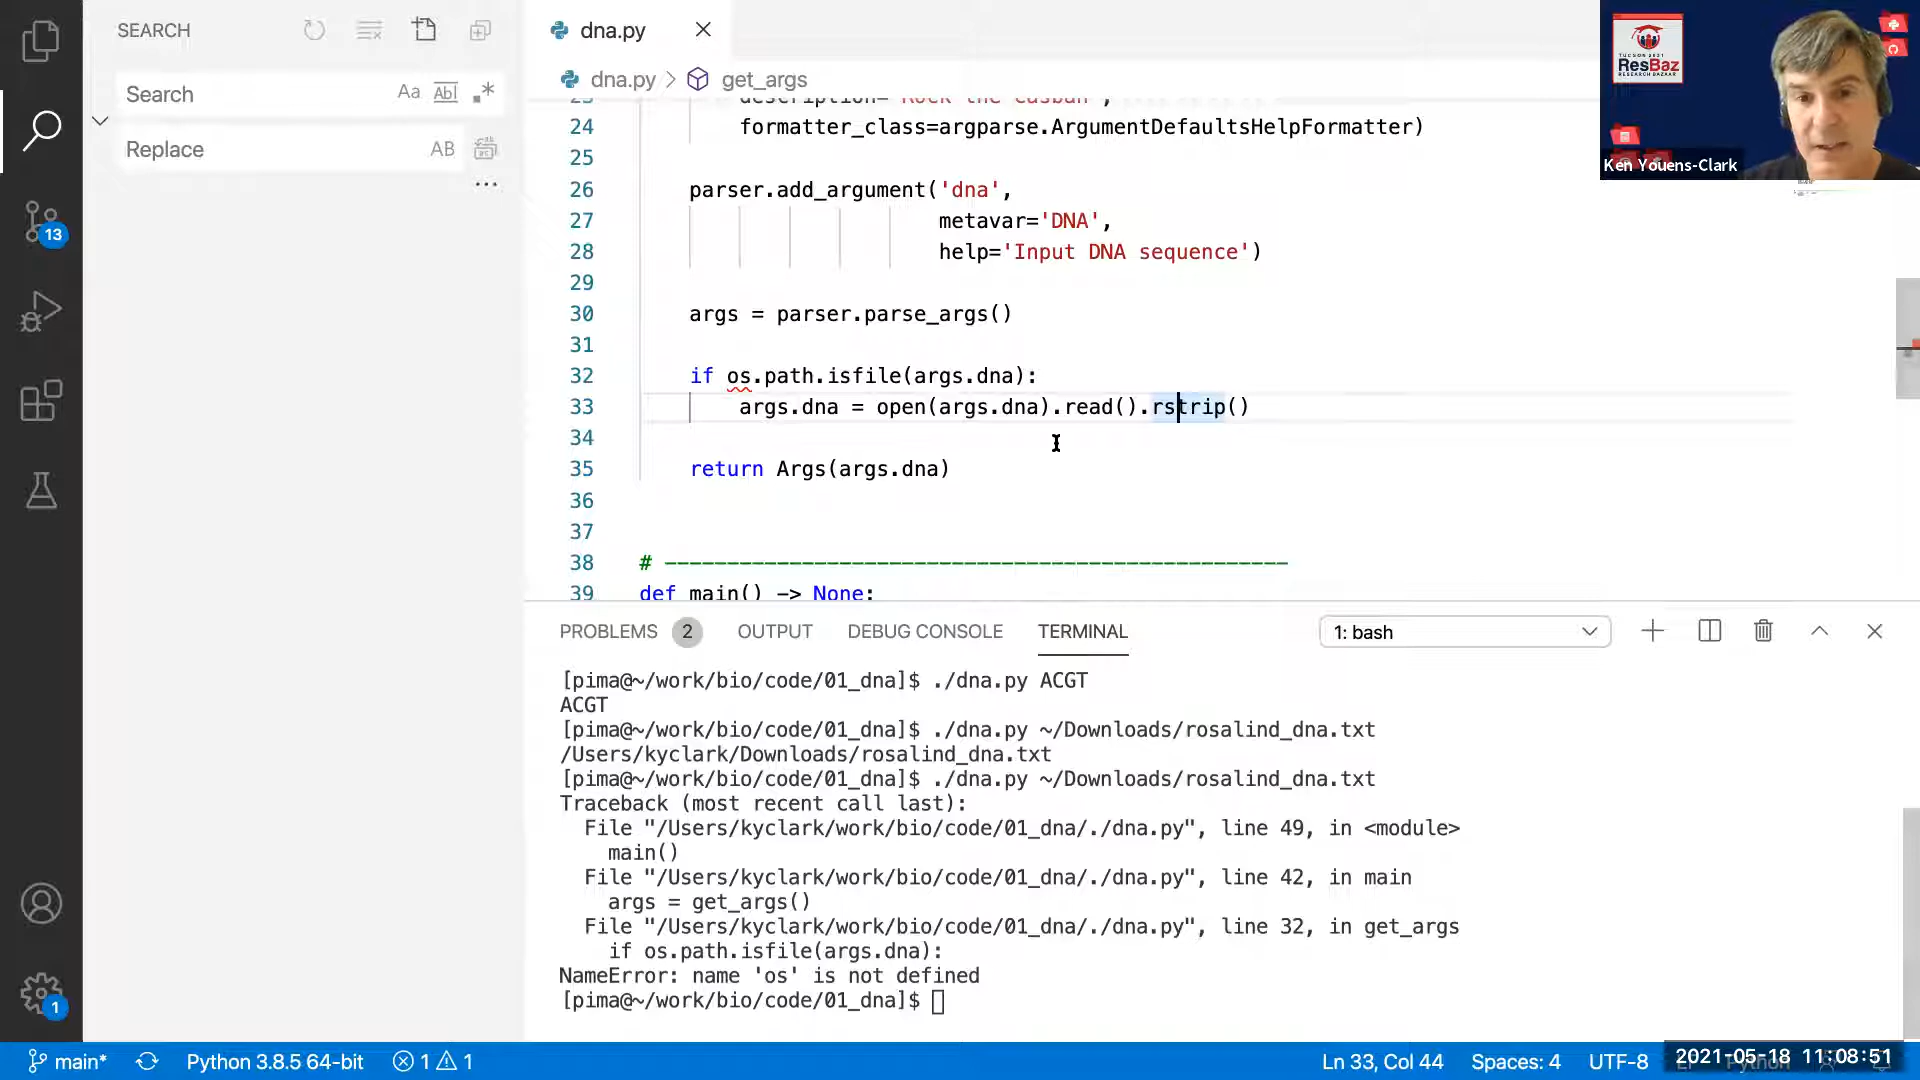 SEARCH
Search
Aa Abl .*
Replace
AB
...
13
1
dna.py
dna.py > get_args
23 description='Rock the Casbah',
24 formatter_class=argparse.ArgumentDefaultsHelpFormatter)
25
26 parser.add_argument('dna',
27 metavar='DNA',
28 help='Input DNA sequence')
29
30 args = parser.parse_args()
31
32 if os.path.isfile(args.dna):
33 args.dna = open(args.dna).read().rstrip()
34
35 return Args(args.dna)
36
37
38 # --------------------------------------------------
39 def main() -> None:
TUCSON 2021
ResBaz
RESEARCH BAZAAR
Ken Youens-Clark
PROBLEMS 2 OUTPUT DEBUG CONSOLE TERMINAL 1: bash
[pima@~/work/bio/code/01_dna]$ ./dna.py ACGT
ACGT
[pima@~/work/bio/code/01_dna]$ ./dna.py ~/Downloads/rosalind_dna.txt
/Users/kyclark/Downloads/rosalind_dna.txt
[pima@~/work/bio/code/01_dna]$ ./dna.py ~/Downloads/rosalind_dna.txt
Traceback (most recent call last):
File "/Users/kyclark/work/bio/code/01_dna/./dna.py", line 49, in <module>
main()
File "/Users/kyclark/work/bio/code/01_dna/./dna.py", line 42, in main
args = get_args()
File "/Users/kyclark/work/bio/code/01_dna/./dna.py", line 32, in get_args
if os.path.isfile(args.dna):
NameError: name 'os' is not defined
[pima@~/work/bio/code/01_dna]$
main* Python 3.8.5 64-bit 1 1 Ln 33, Col 44 Spaces: 4 UTF-8 2021-05-18 11:08:51